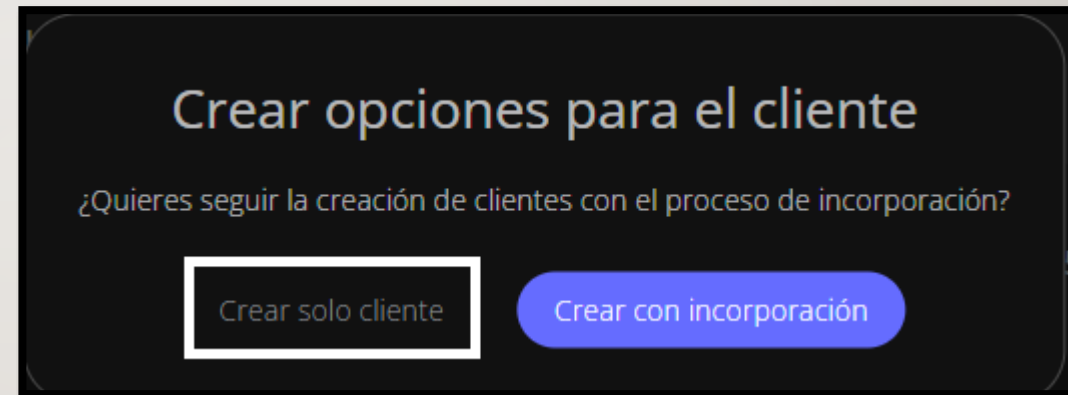 Crear opciones para el cliente
¿Quieres seguir la creación de clientes con el proceso de incorporación?
Crear solo cliente
Crear con incorporación